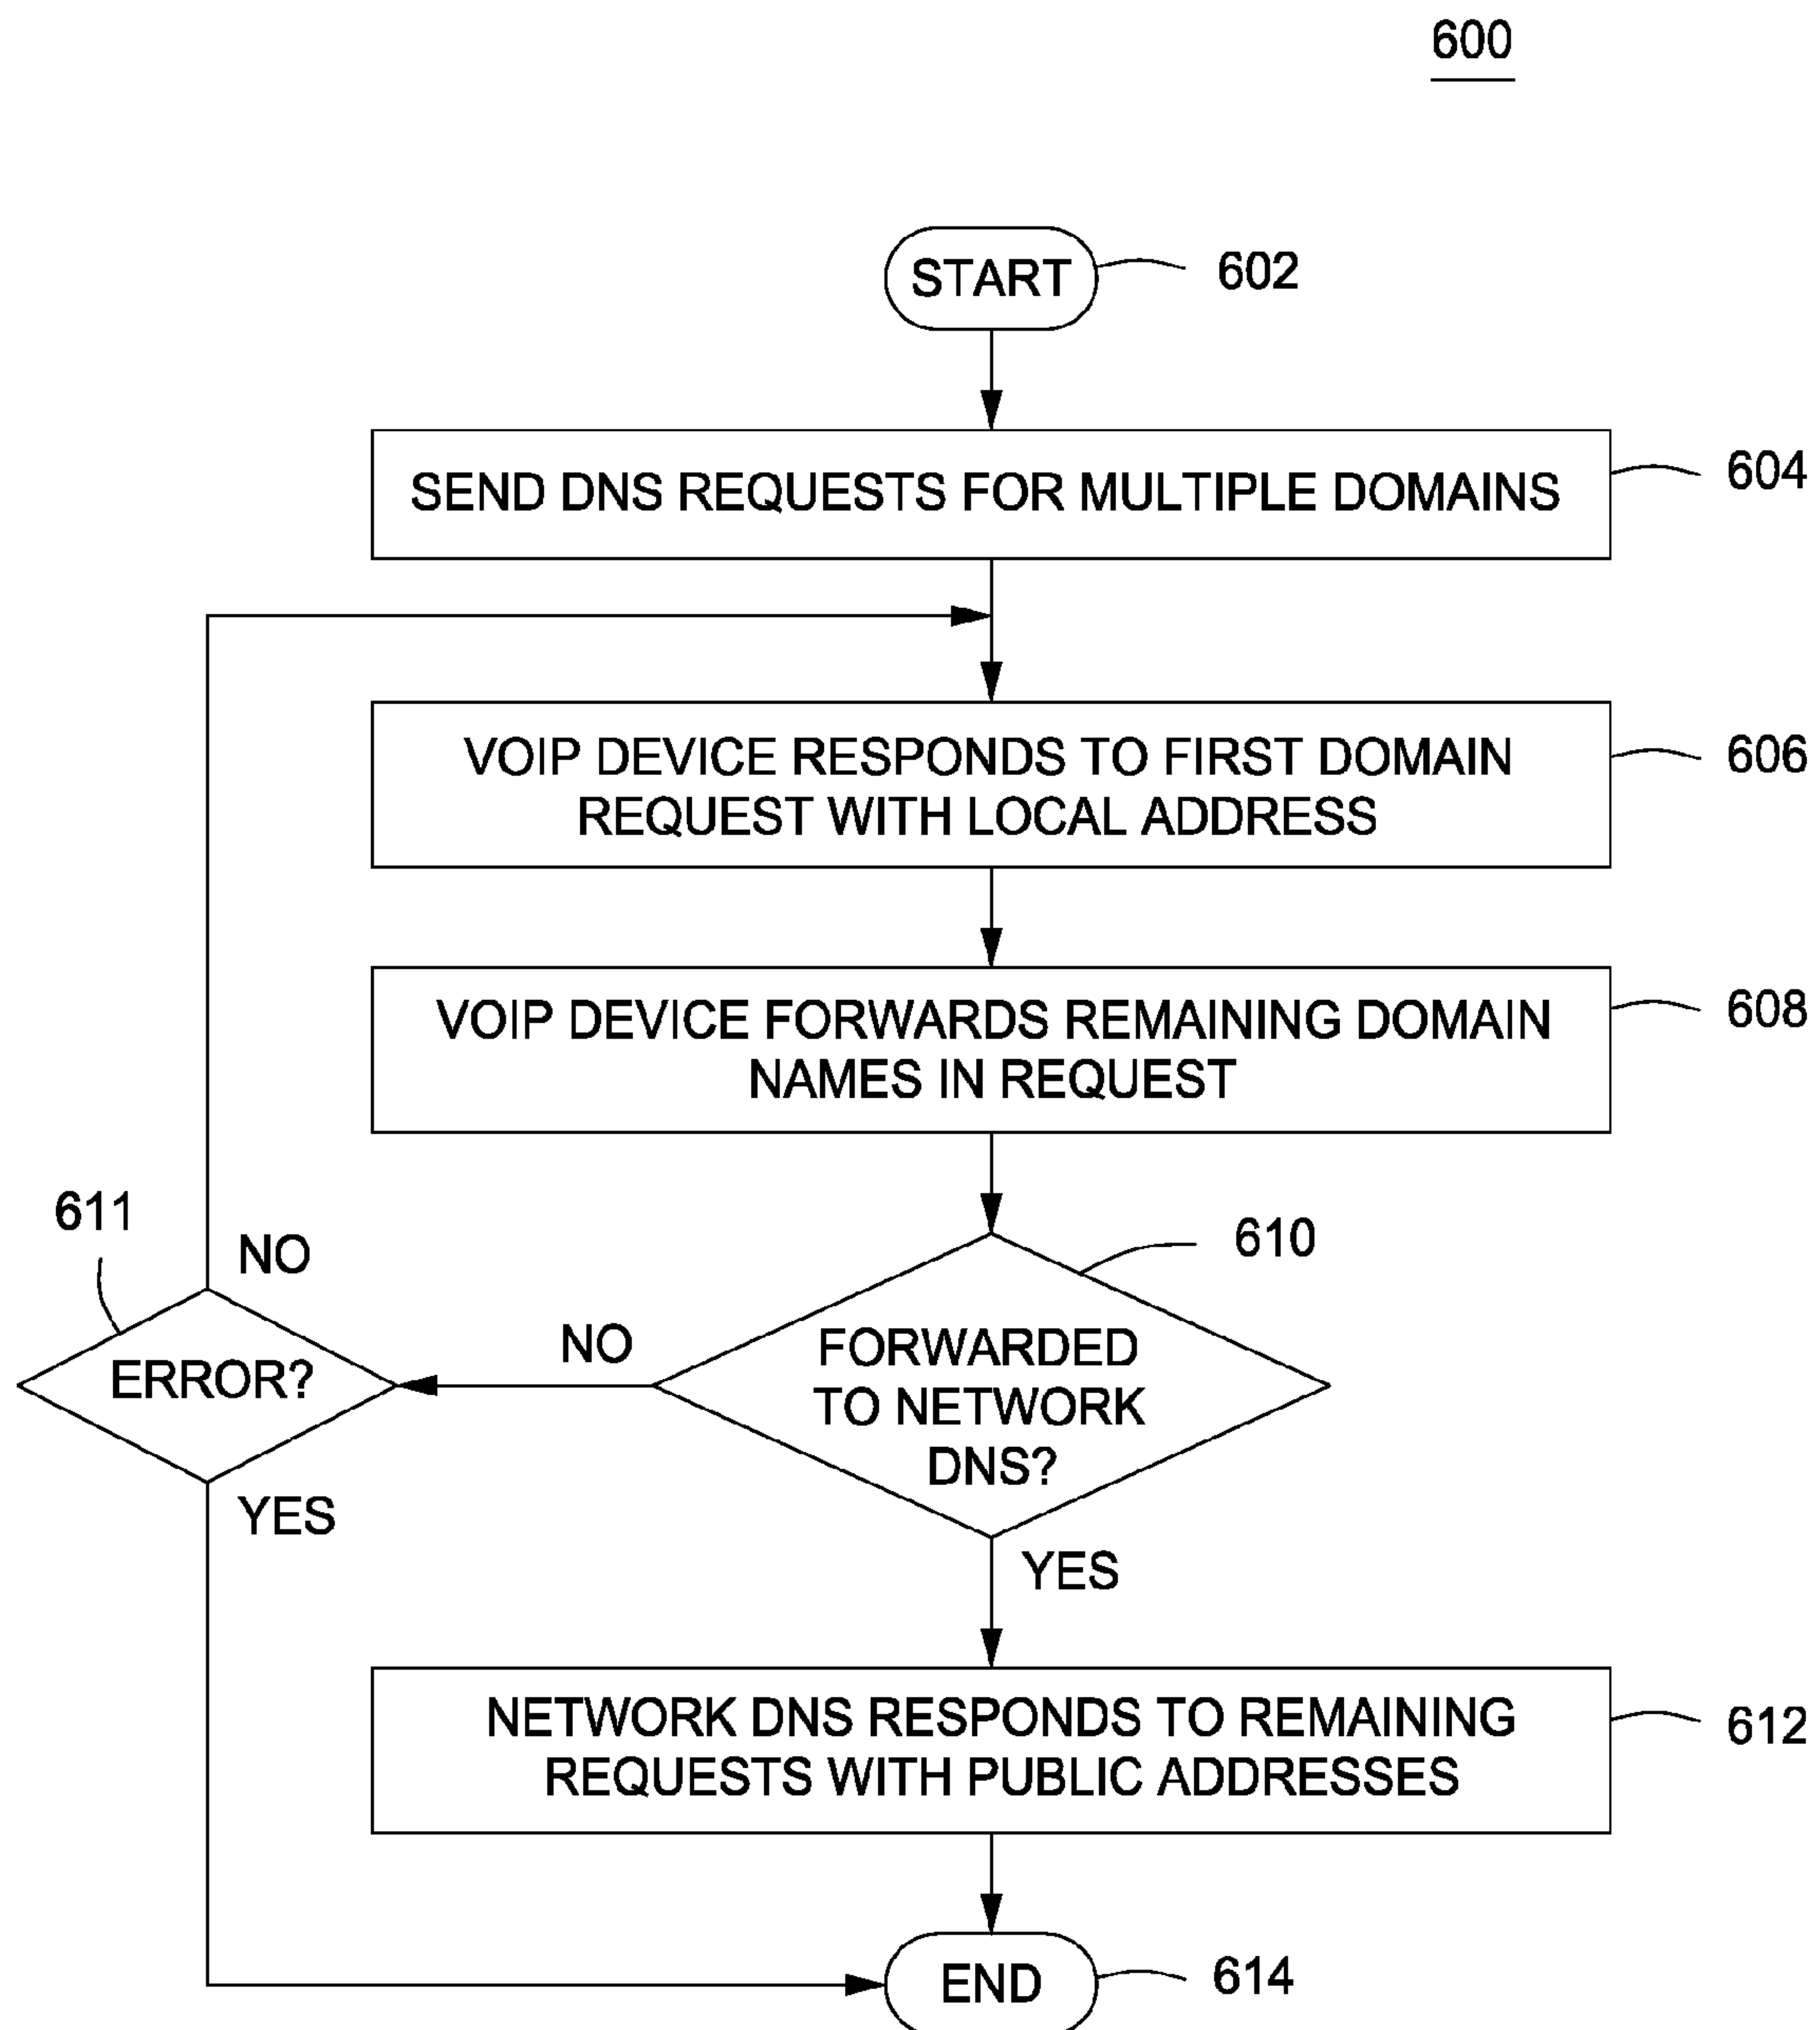 600
START
602
SEND DNS REQUESTS FOR MULTIPLE DOMAINS
604
VOIP DEVICE RESPONDS TO FIRST DOMAIN
REQUEST WITH LOCAL ADDRESS
606
VOIP DEVICE FORWARDS REMAINING DOMAIN
NAMES IN REQUEST
608
611
NO
610
ERROR?
NO
FORWARDED
TO NETWORK
DNS?
YES
YES
NETWORK DNS RESPONDS TO REMAINING
REQUESTS WITH PUBLIC ADDRESSES
612
END
614